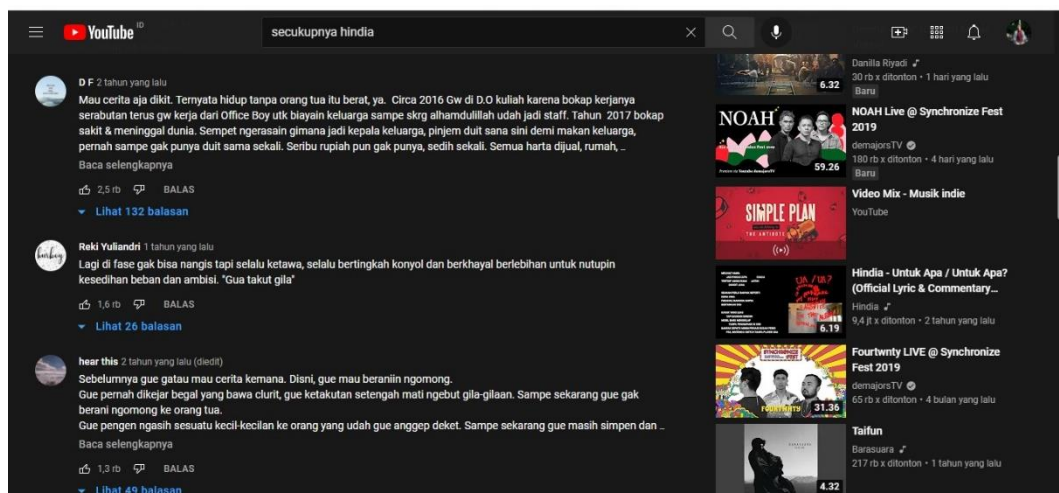 YouTube ID
secukupnya hindia
D F 2 tahun yang lalu
Mau cerita aja dikit. Ternyata hidup tanpa orang tua itu berat, ya. Circa 2016 Gw di D.O kuliah karena bokap kerjanya
serabutan terus gw kerja dari Office Boy utk biayain keluarga sampe skrg alhamdulillah udah jadi staff. Tahun 2017 bokap
sakit & meninggal dunia. Sempet ngerasain gimana jadi kepala keluarga, pinjem duit sana sini demi makan keluarga,
pernah sampe gak punya duit sama sekali. Seribu rupiah pun gak punya, sedih sekali. Semua harta dijual, rumah, ..
Baca selengkapnya
2,5 rb BALAS
Lihat 132 balasan
Reki Yuliandri 1 tahun yang lalu
Lagi di fase gak bisa nangis tapi selalu ketawa, selalu bertingkah konyol dan berkhayal berlebihan untuk nutupin
kesedihan beban dan ambisi. "Gua takut gila"
1,6 rb BALAS
Lihat 26 balasan
hear this 2 tahun yang lalu (diedit)
Sebelumnya gue gatau mau cerita kemana. Disni, gue mau beraniin ngomong.
Gue pernah dikejar begal yang bawa clurit, gue ketakutan setengah mati ngebut gila-gilaan. Sampe sekarang gue gak
berani ngomong ke orang tua.
Gue pengen ngasih sesuatu kecil-kecilan ke orang yang udah gue anggep deket. Sampe sekarang gue masih simpen dan ..
Baca selengkapnya
1,3 rb BALAS
Lihat 49 balasan
6.32
Danilla Riyadi
30 rb x ditonton • 1 hari yang lalu
Baru
NOAH
59.26
NOAH Live @ Synchronize Fest
2019
demajorsTV
180 rb x ditonton • 4 hari yang lalu
Baru
SIMPLE PLAN
Video Mix - Musik indie
YouTube
6.19
Hindia - Untuk Apa / Untuk Apa?
(Official Lyric & Commentary...
Hindia
9,4 jt x ditonton • 2 tahun yang lalu
FOURTWNTY
31.36
Fourtwnty LIVE @ Synchronize
Fest 2019
demajorsTV
65 rb x ditonton • 4 bulan yang lalu
BARASUARA
4.32
Taifun
Barasuara
217 rb x ditonton • 1 tahun yang lalu